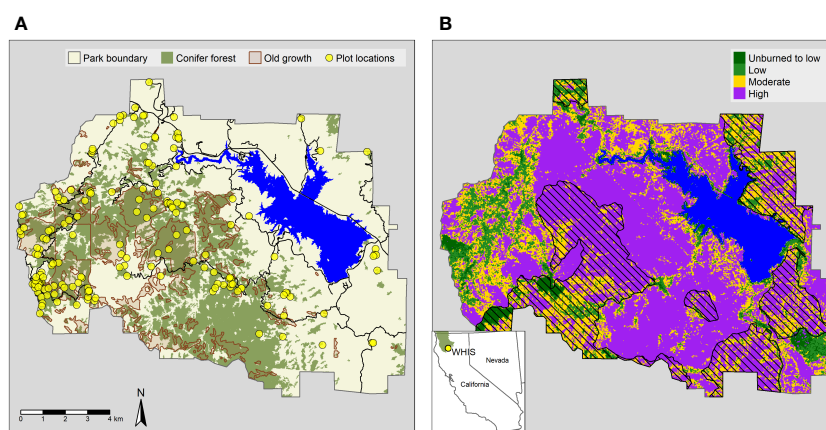 A
B
Park boundary Conifer forest Old growth Plot locations
Unburned to low
Low
Moderate
High
WHIS
Nevada
California
N
0 1 2 3 4 km